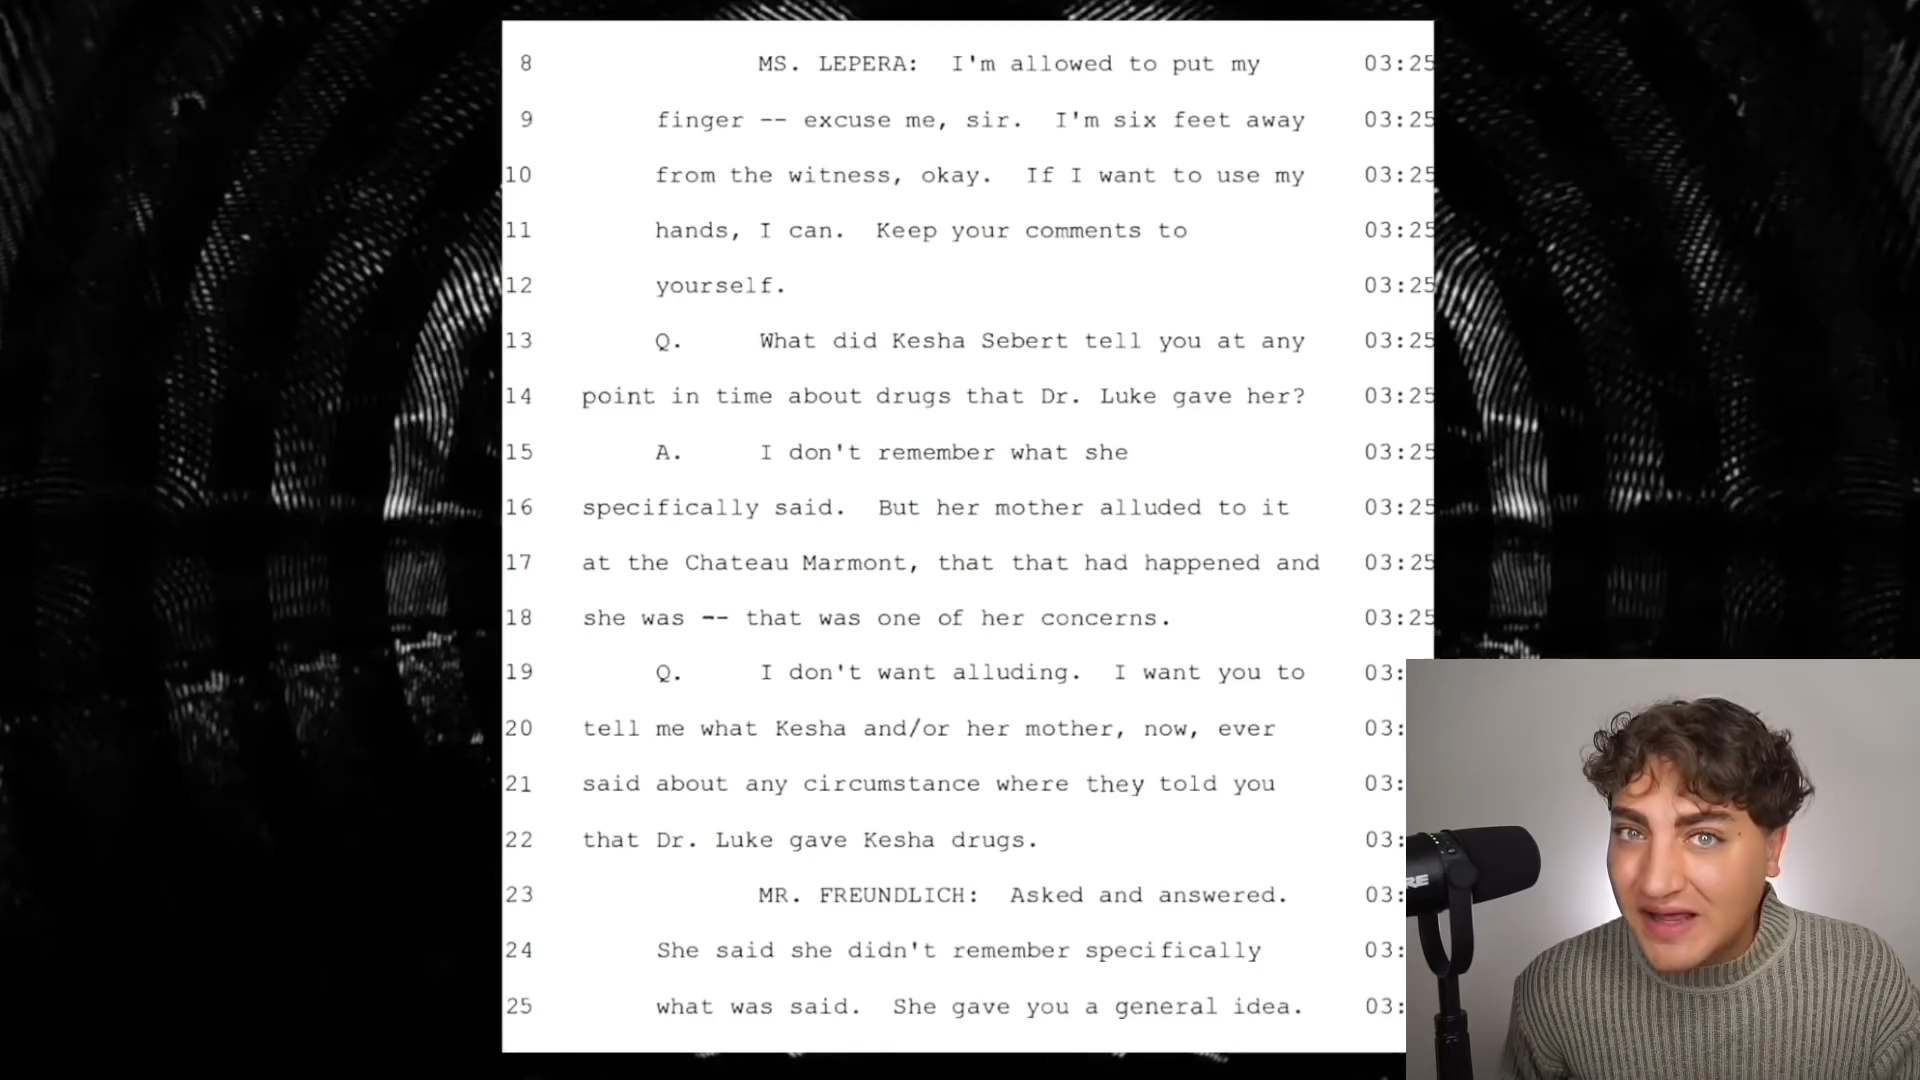 8 MS. LEPERA: I'm allowed to put my 03:25
9 finger -- excuse me, sir. I'm six feet away 03:25
10 from the witness, okay. If I want to use my 03:25
11 hands, I can. Keep your comments to 03:25
12 yourself. 03:25
13 Q. What did Kesha Sebert tell you at any 03:25
14 point in time about drugs that Dr. Luke gave her? 03:25
15 A. I don't remember what she 03:25
16 specifically said. But her mother alluded to it 03:25
17 at the Chateau Marmont, that that had happened and 03:25
18 she was -- that was one of her concerns. 03:25
19 Q. I don't want alluding. I want you to 03:
20 tell me what Kesha and/or her mother, now, ever 03:
21 said about any circumstance where they told you 03:
22 that Dr. Luke gave Kesha drugs. 03:
23 MR. FREUNDLICH: Asked and answered. 03:
24 She said she didn't remember specifically 03:
25 what was said. She gave you a general idea. 03:
RE